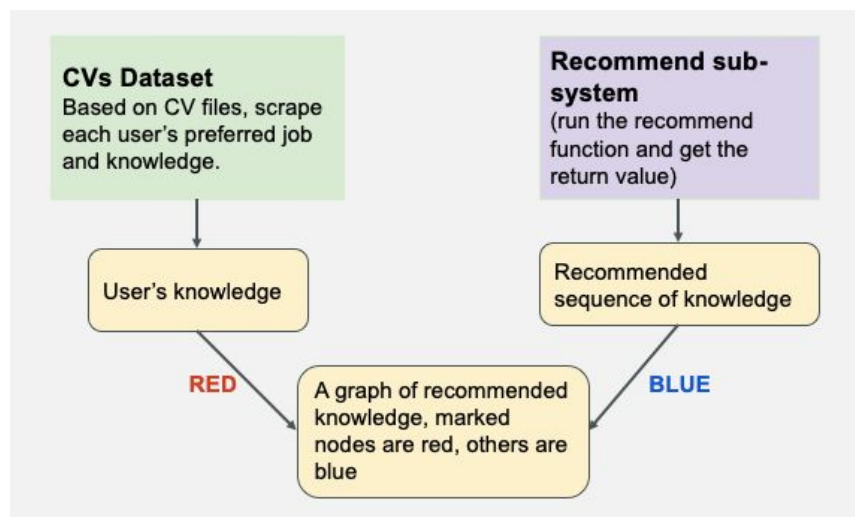 CVs Dataset
Based on CV files, scrape
each user's preferred job
and knowledge.
Recommend sub-
system
(run the recommend
function and get the
return value)
User's knowledge
Recommended
sequence of knowledge
RED
BLUE
A graph of recommended
knowledge, marked
nodes are red, others are
blue